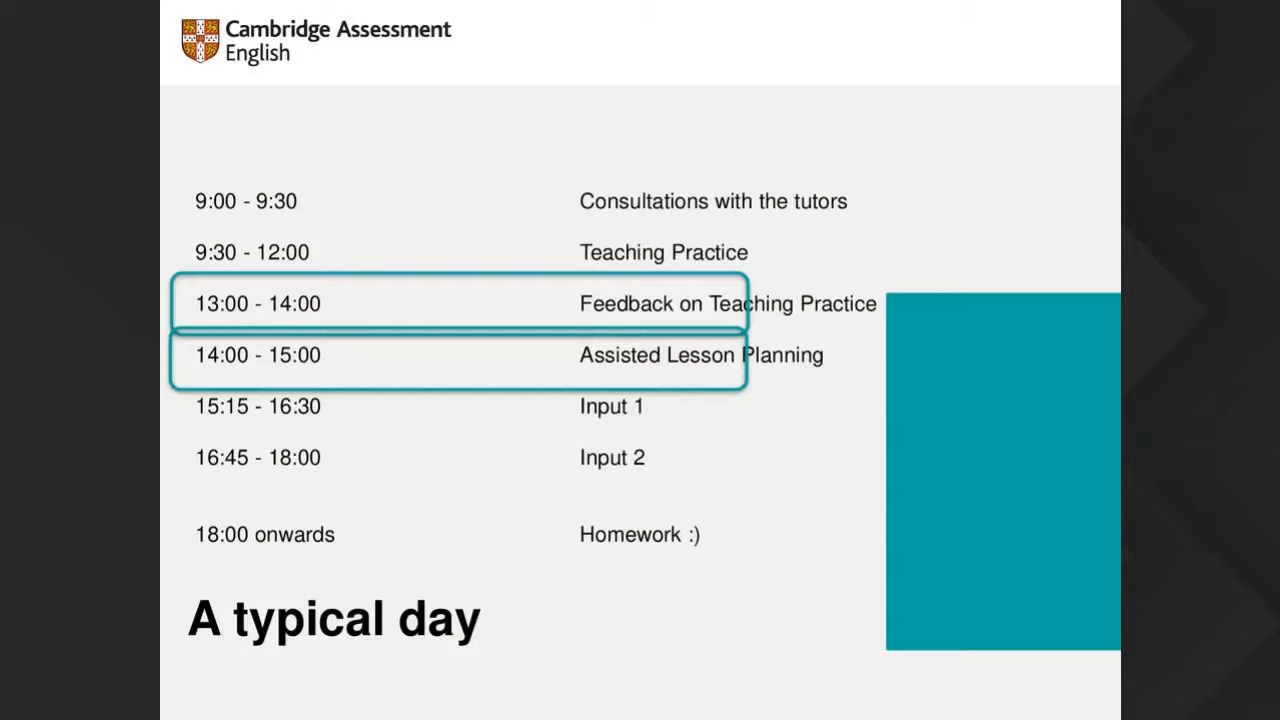 Cambridge Assessment
English
9:00 - 9:30 Consultations with the tutors
9:30 - 12:00 Teaching Practice
13:00 - 14:00 Feedback on Teaching Practice
14:00 - 15:00 Assisted Lesson Planning
15:15 - 16:30 Input 1
16:45 - 18:00 Input 2
18:00 onwards Homework :)
A typical day